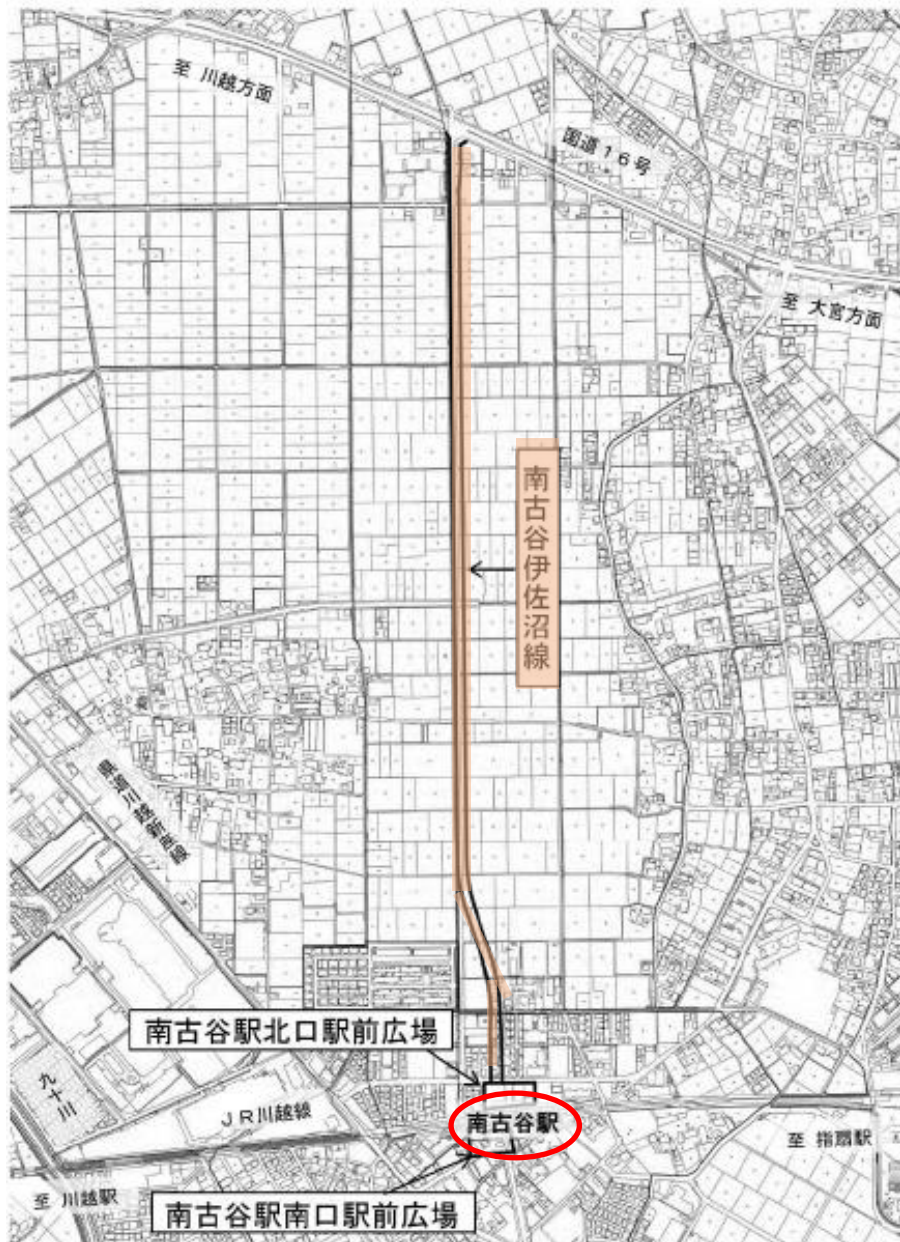 至 川越方面
国道16号
至 大宮方面
南古谷伊佐沼線
南古谷駅北口駅前広場
九十川
JR川越線
南古谷駅
至 指扇駅
至 川越駅
南古谷駅南口駅前広場